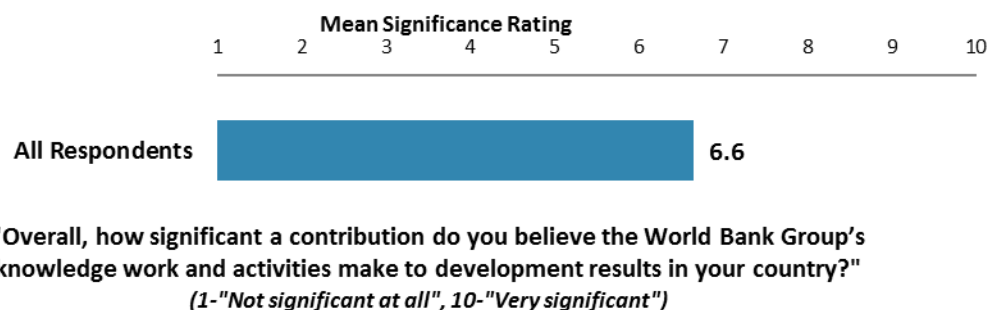 Mean Significance Rating
1 2 3 4 5 6 7 8 9 10
All Respondents 6.6
"Overall, how significant a contribution do you believe the World Bank Group’s
knowledge work and activities make to development results in your country?"
(1-"Not significant at all", 10-"Very significant")